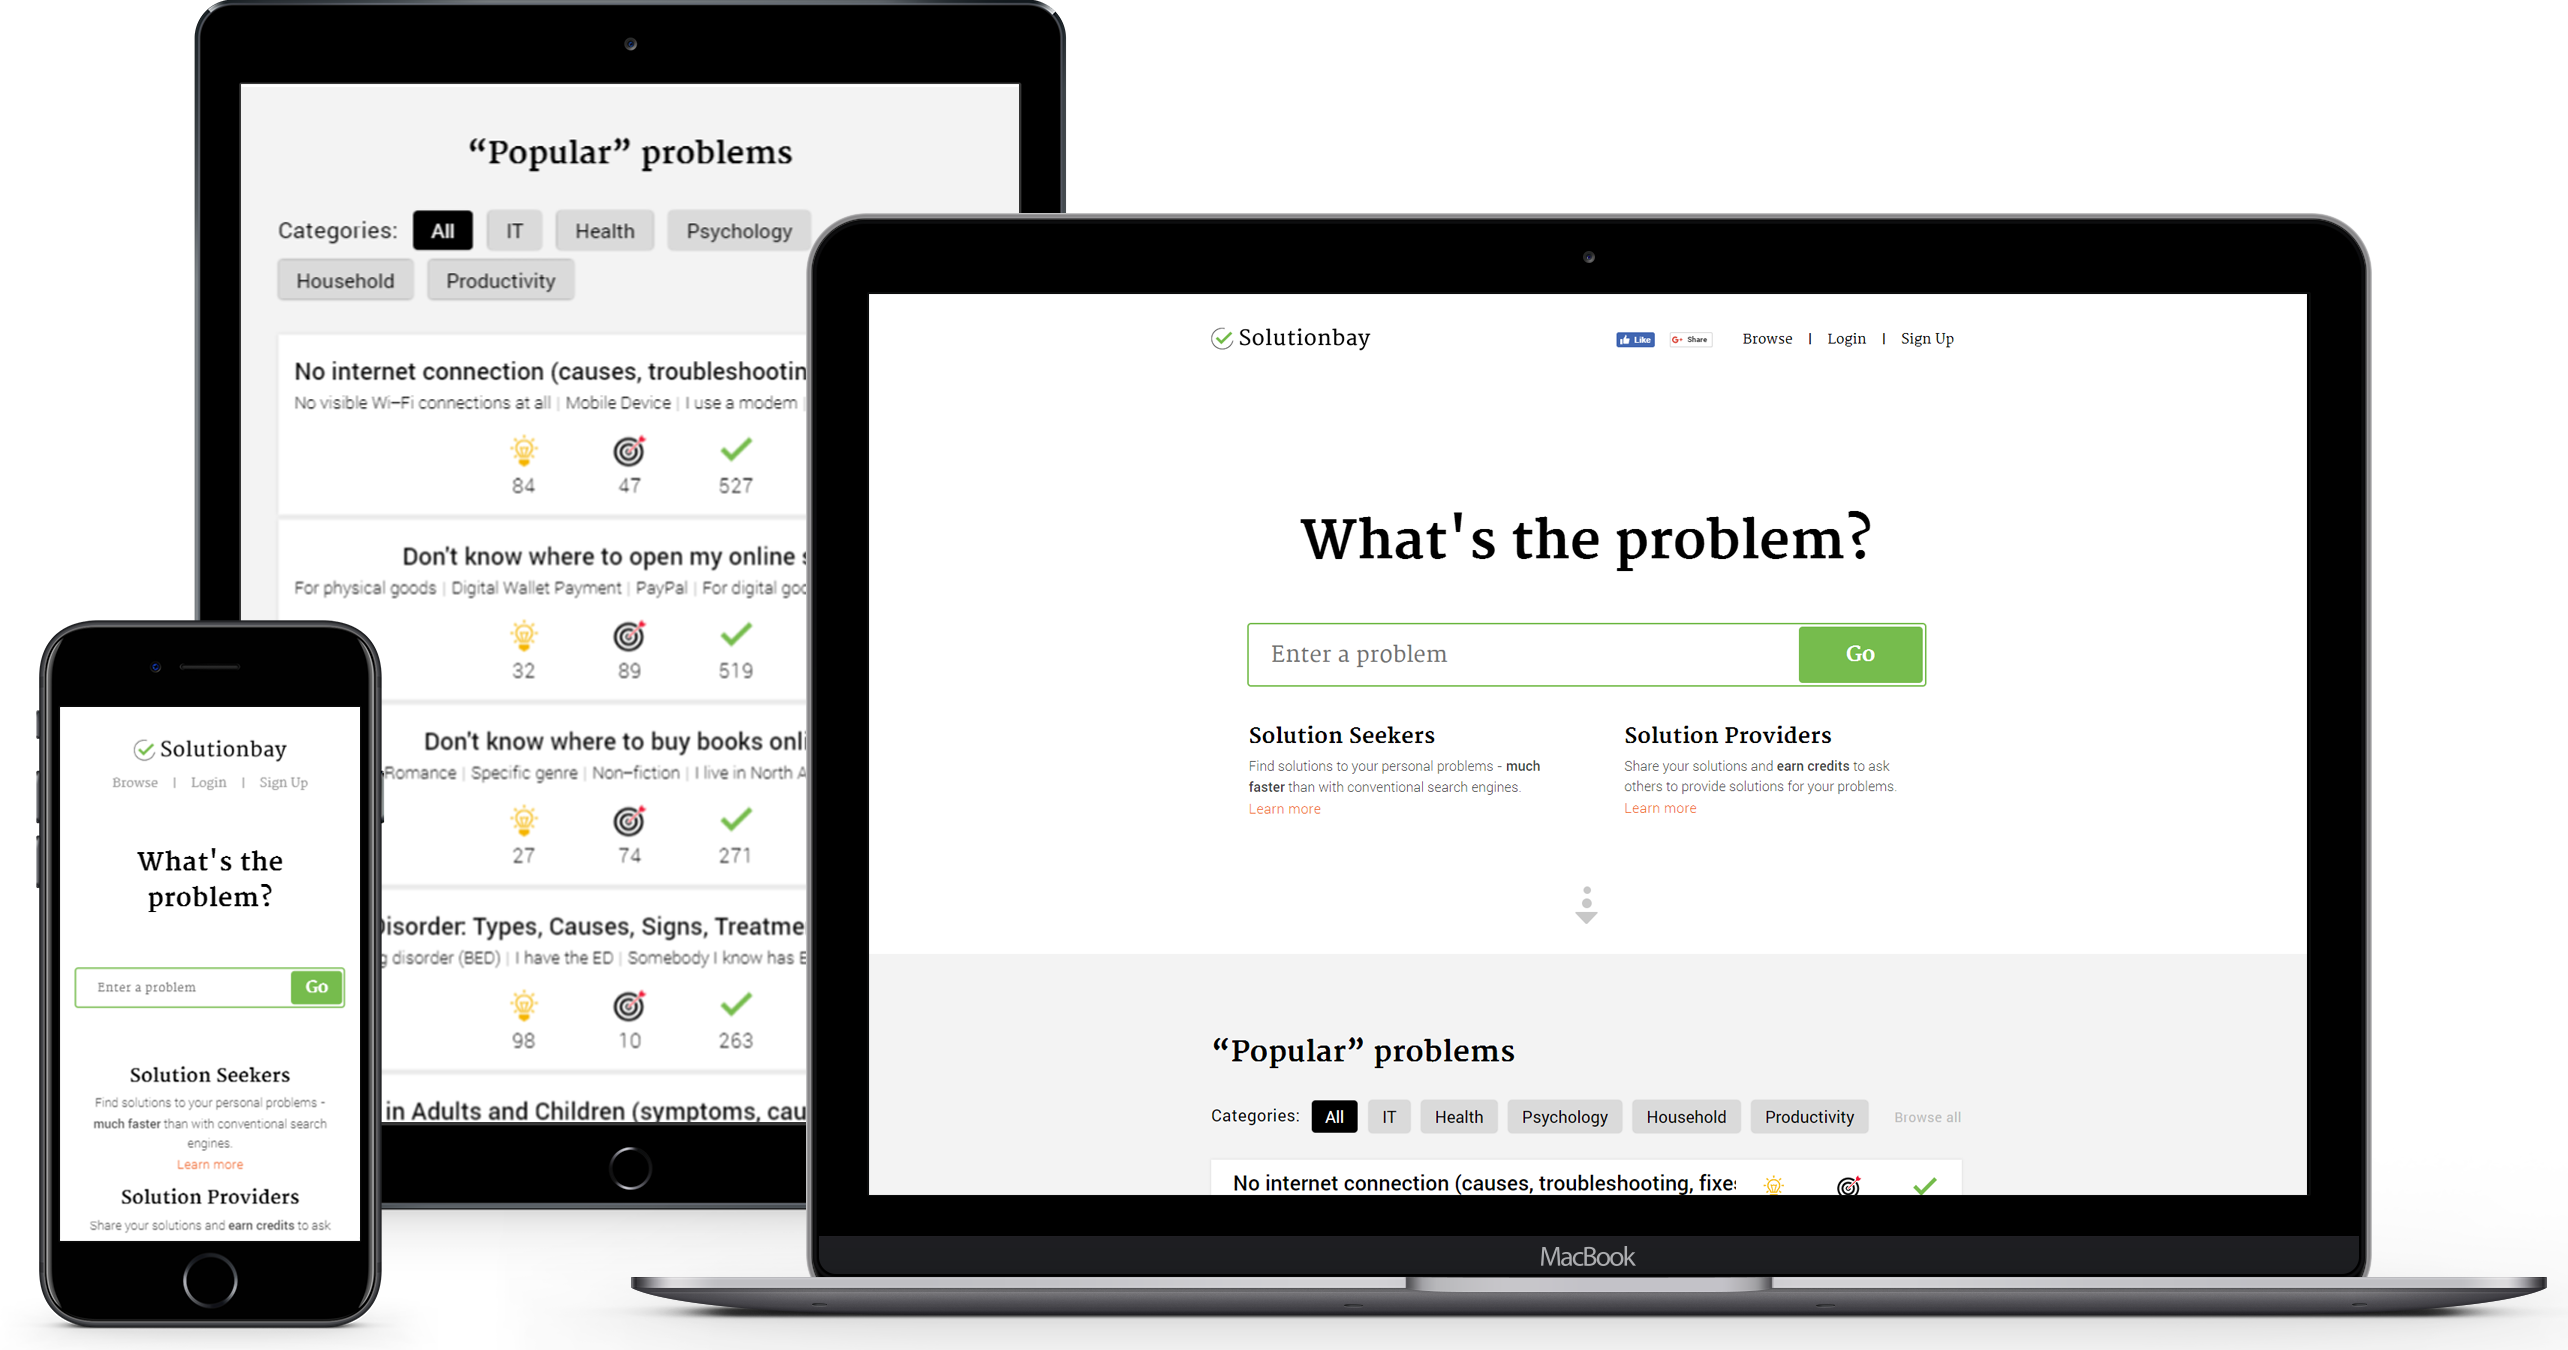 “Popular” problems
Categories: All IT Health Psychology
Household Productivity
No internet connection (causes, troubleshootin
No visible Wi-Fi connections at all | Mobile Device | I use a modem |
84 47 527
Don't know where to open my online s
For physical goods | Digital Wallet Payment | PayPal | For digital goo
32 89 519
Don't know where to buy books onli
Romance | Specific genre | Non-fiction | I live in North A
27 74 271
Disorder: Types, Causes, Signs, Treatme
g disorder (BED) | I have the ED | Somebody I know has B
98 10 263
in Adults and Children (symptoms, cau
Solutionbay
Browse | Login | Sign Up
What's the
problem?
Enter a problem Go
Solution Seekers
Find solutions to your personal problems -
much faster than with conventional search
engines.
Learn more
Solution Providers
Share your solutions and earn credits to ask
Solutionbay Like G+ Share Browse | Login | Sign Up
What's the problem?
Enter a problem Go
Solution Seekers
Find solutions to your personal problems - much
faster than with conventional search engines.
Learn more
Solution Providers
Share your solutions and earn credits to ask
others to provide solutions for your problems.
Learn more
“Popular” problems
Categories: All IT Health Psychology Household Productivity Browse all
No internet connection (causes, troubleshooting, fixes
MacBook